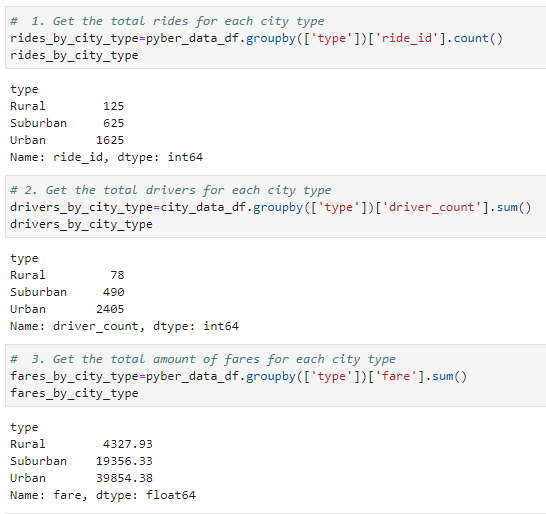 #  1. Get the total rides for each city type
rides_by_city_type=pyber_data_df.groupby(['type'])['ride_id'].count()
rides_by_city_type
type
Rural        125
Suburban     625
Urban       1625
Name: ride_id, dtype: int64
# 2. Get the total drivers for each city type
drivers_by_city_type=city_data_df.groupby(['type'])['driver_count'].sum()
drivers_by_city_type
type
Rural         78
Suburban     490
Urban       2405
Name: driver_count, dtype: int64
#  3. Get the total amount of fares for each city type
fares_by_city_type=pyber_data_df.groupby(['type'])['fare'].sum()
fares_by_city_type
type
Rural        4327.93
Suburban    19356.33
Urban       39854.38
Name: fare, dtype: float64